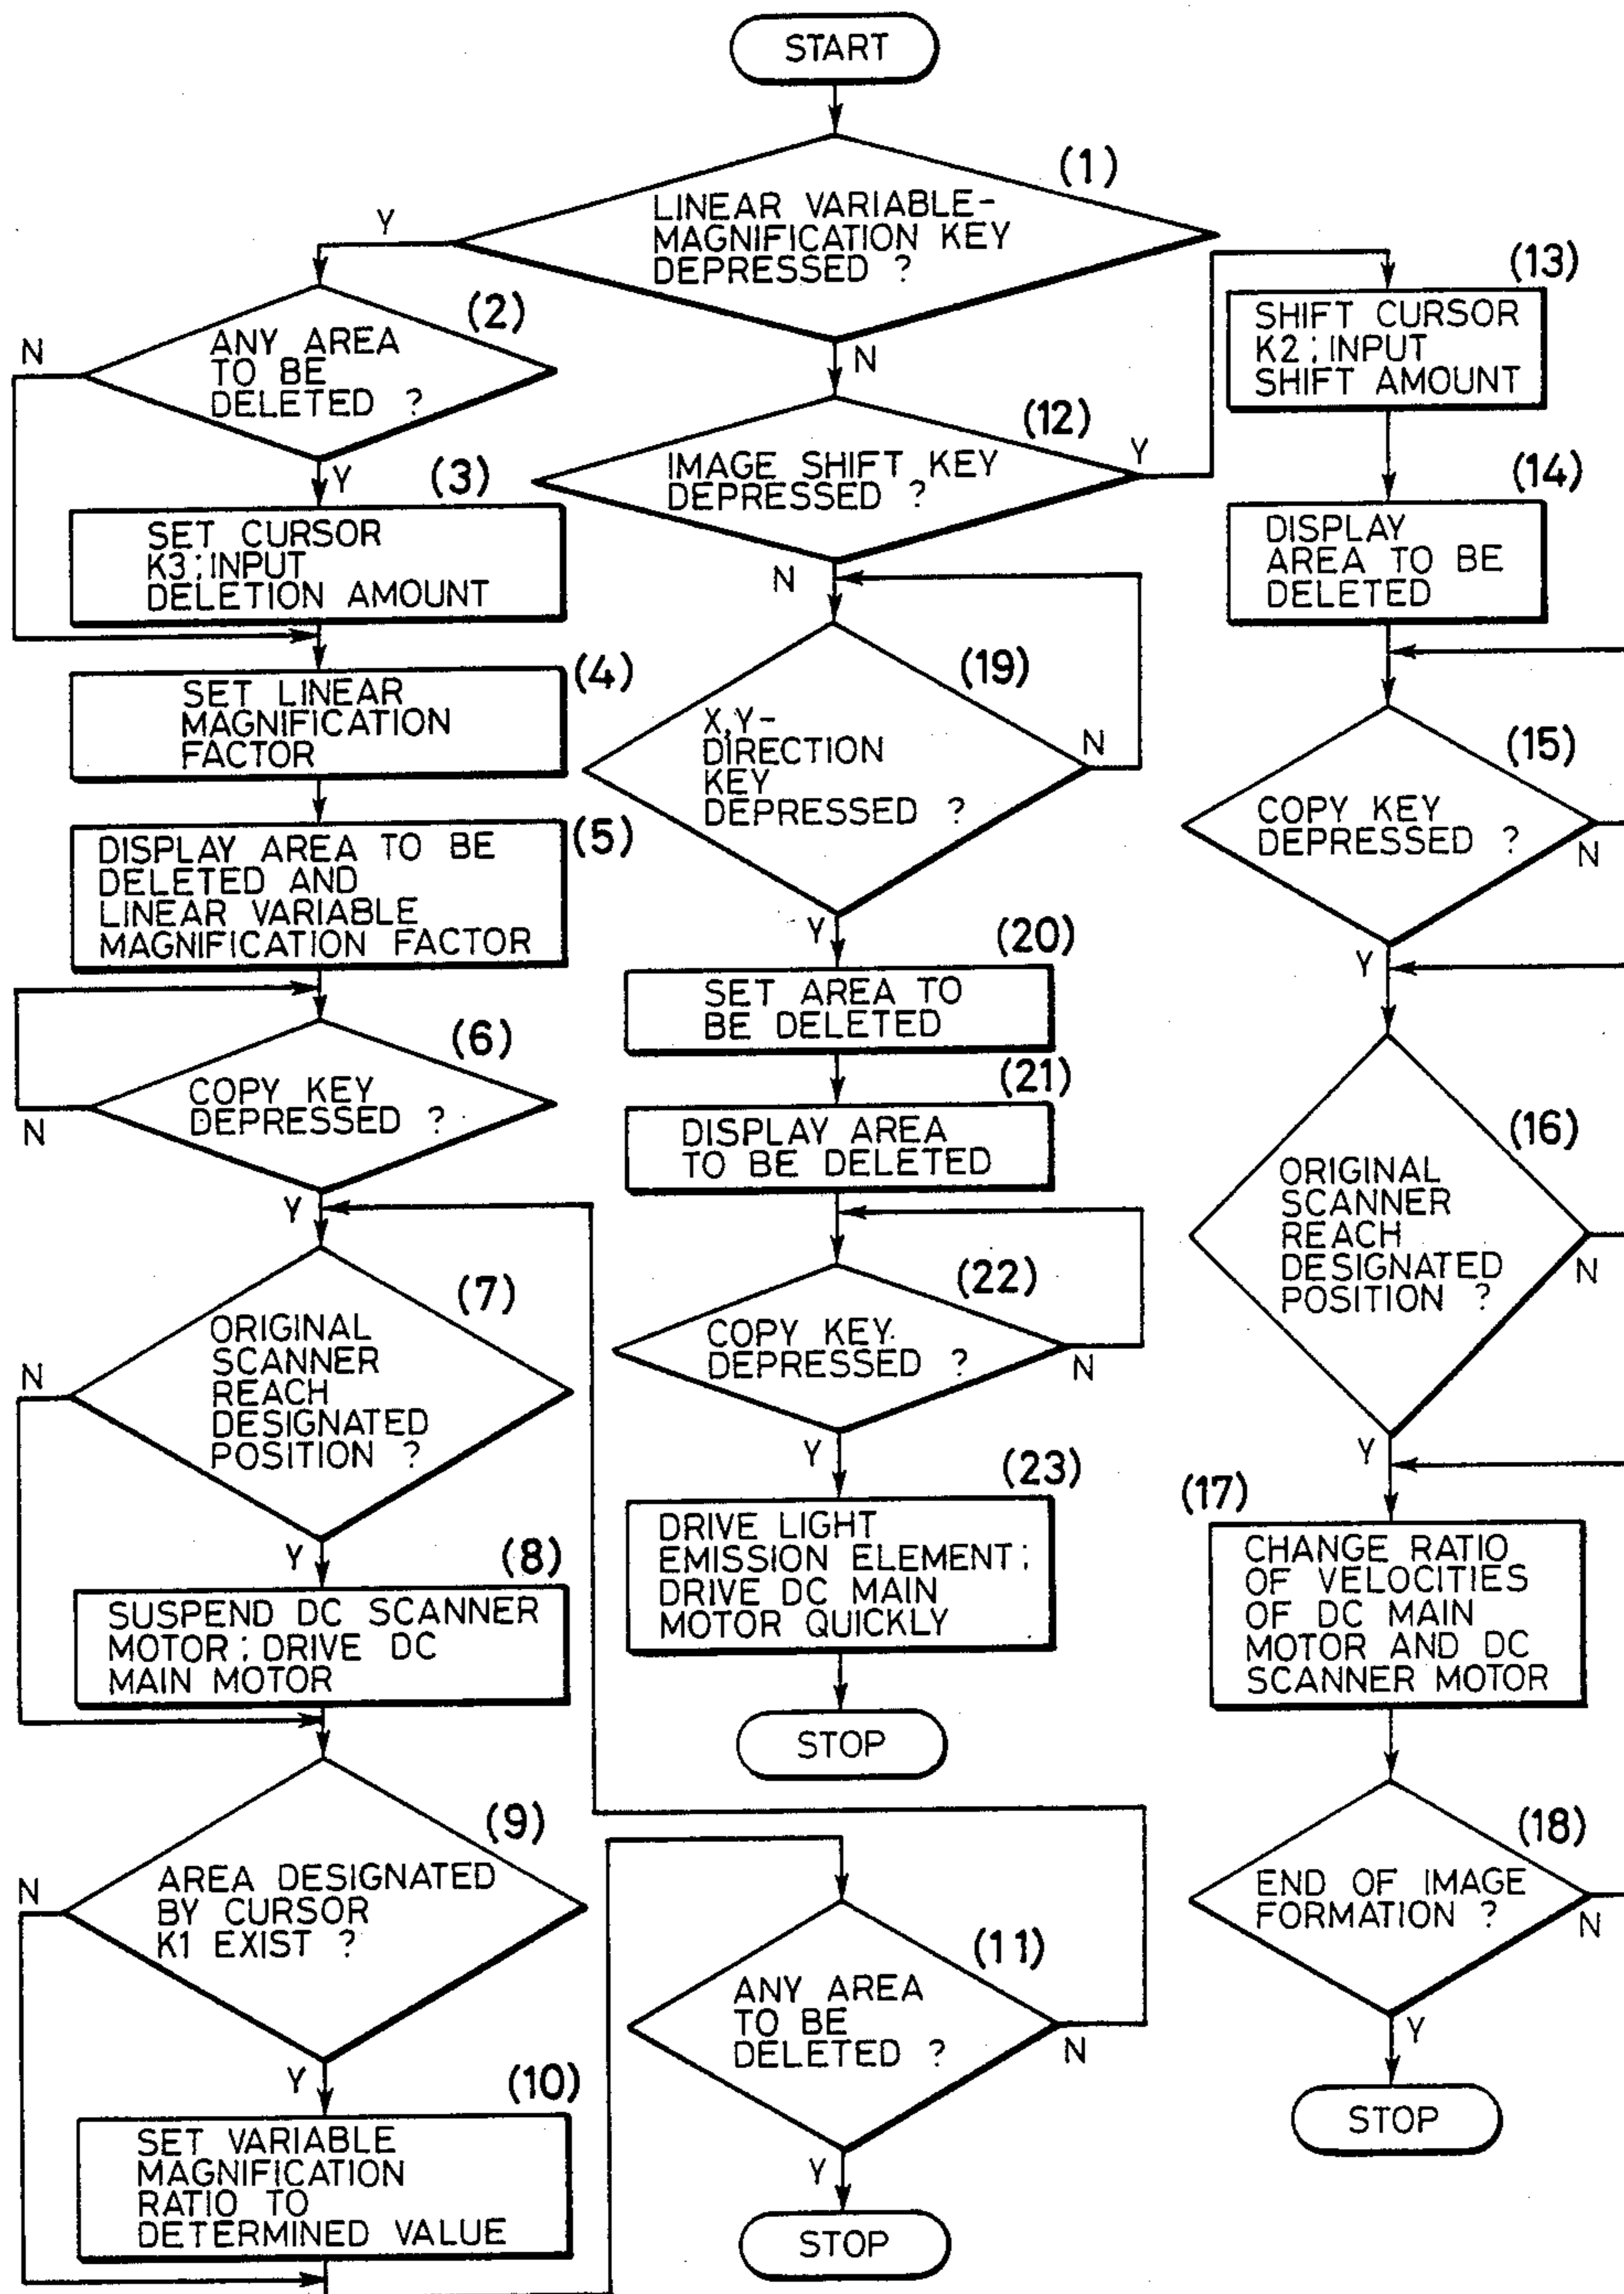 START
(1)
LINEAR VARIABLE-
MAGNIFICATION KEY
DEPRESSED ?
Y
N
(2)
ANY AREA
TO BE
DELETED ?
N
Y
(3)
SET CURSOR
K3;INPUT
DELETION AMOUNT
(4)
SET LINEAR
MAGNIFICATION
FACTOR
(5)
DISPLAY AREA TO BE
DELETED AND
LINEAR VARIABLE
MAGNIFICATION FACTOR
(6)
COPY KEY
DEPRESSED ?
N
Y
(7)
ORIGINAL
SCANNER
REACH
DESIGNATED
POSITION ?
N
Y
(8)
SUSPEND DC SCANNER
MOTOR;DRIVE DC
MAIN MOTOR
(9)
AREA DESIGNATED
BY CURSOR
K1 EXIST ?
N
Y
(10)
SET VARIABLE
MAGNIFICATION
RATIO TO
DETERMINED VALUE
(11)
ANY AREA
TO BE
DELETED ?
N
Y
STOP
(12)
IMAGE SHIFT KEY
DEPRESSED ?
Y
N
(13)
SHIFT CURSOR
K2;INPUT
SHIFT AMOUNT
(14)
DISPLAY
AREA TO BE
DELETED
(15)
COPY KEY
DEPRESSED ?
N
Y
(16)
ORIGINAL
SCANNER
REACH
DESIGNATED
POSITION ?
N
Y
(17)
CHANGE RATIO
OF VELOCITIES
OF DC MAIN
MOTOR AND DC
SCANNER MOTOR
(18)
END OF IMAGE
FORMATION ?
N
Y
STOP
(19)
X,Y-
DIRECTION
KEY
DEPRESSED ?
N
Y
(20)
SET AREA TO
BE DELETED
(21)
DISPLAY AREA
TO BE DELETED
(22)
COPY KEY
DEPRESSED ?
N
Y
(23)
DRIVE LIGHT
EMISSION ELEMENT;
DRIVE DC MAIN
MOTOR QUICKLY
STOP